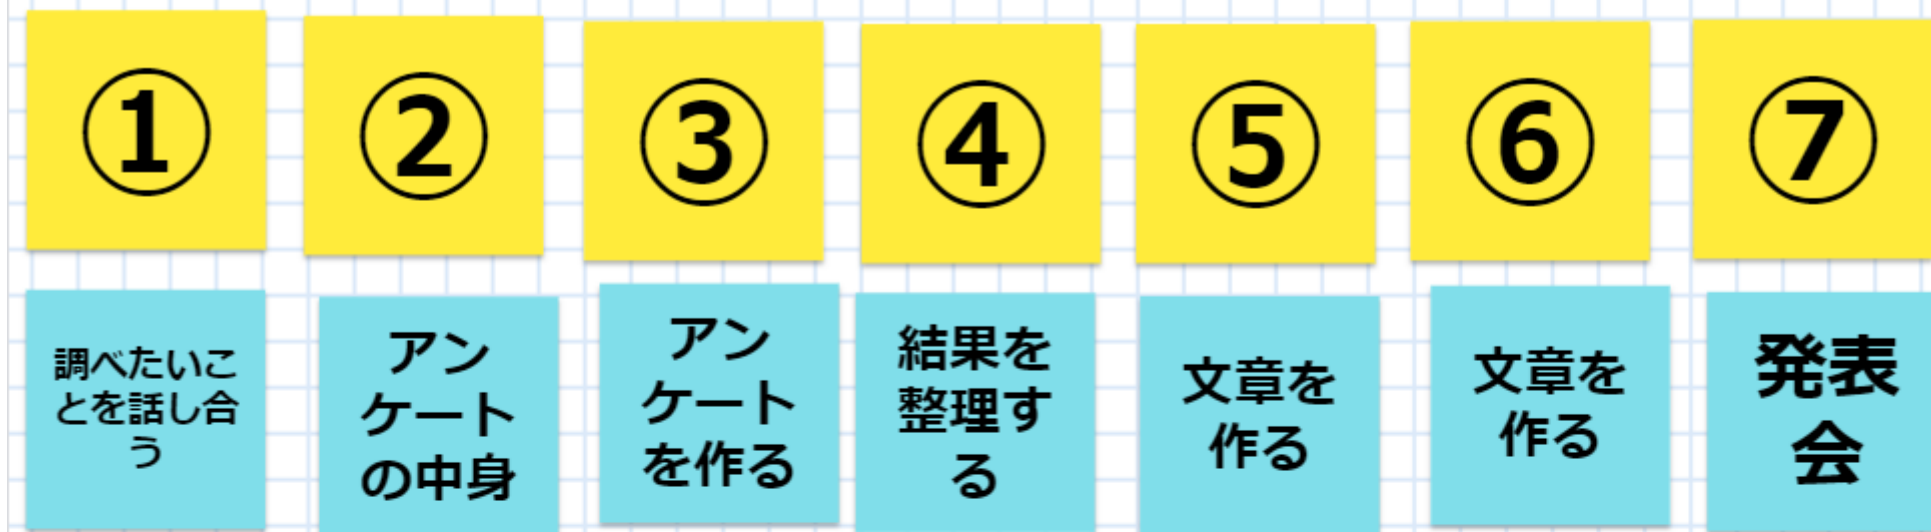 ①
②
③
④
⑤
⑥
⑦
調べたいこ
とを話し合
う
アン
ケート
の中身
アン
ケート
を作る
結果を
整理す
る
文章を
作る
文章を
作る
発表
会